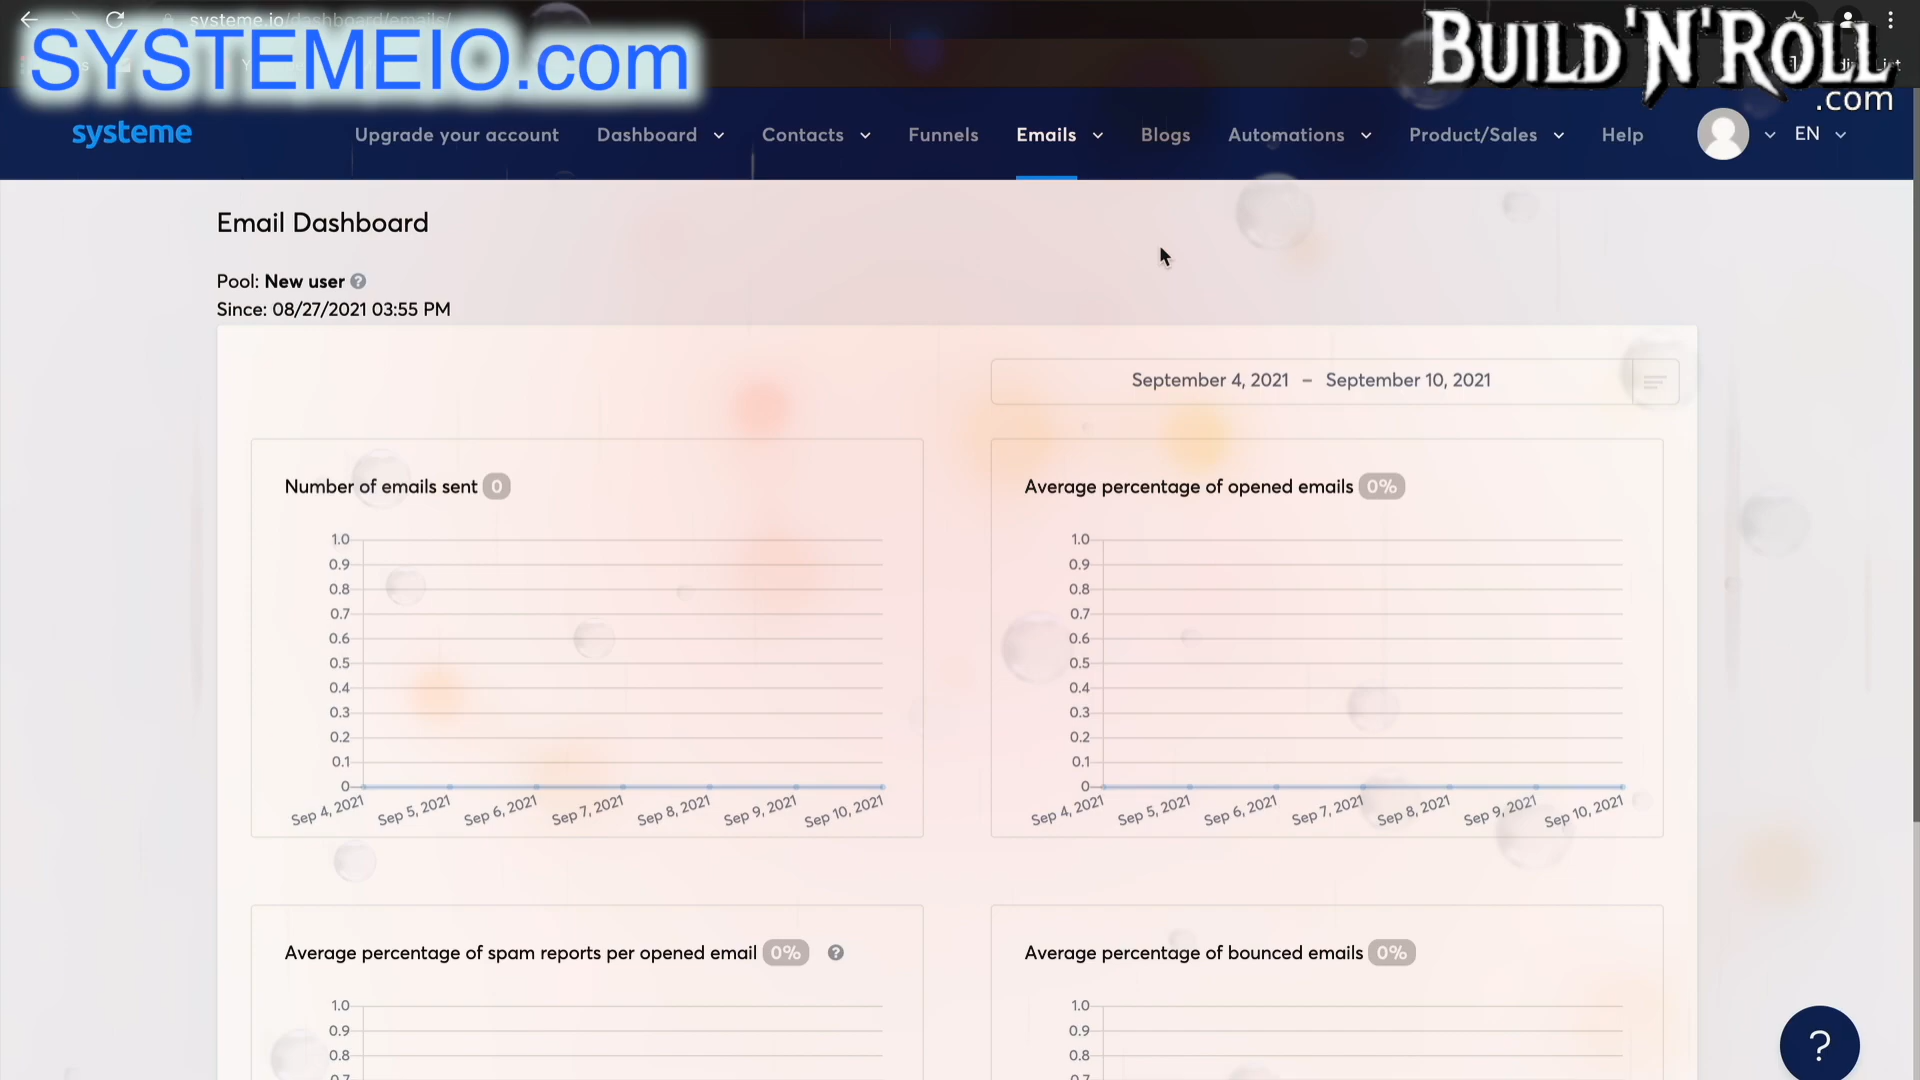 systeme.io/dashboard/emails/
SYSTEMEIO.com
BUILD'N'ROLL
.com
systeme
Upgrade your account
Dashboard
Contacts
Funnels
Emails
Blogs
Automations
Product/Sales
Help
EN
Email Dashboard
Pool: New user ?
Since: 08/27/2021 03:55 PM
September 4, 2021 – September 10, 2021
Number of emails sent 0
1.0
0.9
0.8
0.7
0.6
0.5
0.4
0.3
0.2
0.1
0
Sep 4, 2021
Sep 5, 2021
Sep 6, 2021
Sep 7, 2021
Sep 8, 2021
Sep 9, 2021
Sep 10, 2021
Average percentage of opened emails 0%
1.0
0.9
0.8
0.7
0.6
0.5
0.4
0.3
0.2
0.1
0
Sep 4, 2021
Sep 5, 2021
Sep 6, 2021
Sep 7, 2021
Sep 8, 2021
Sep 9, 2021
Sep 10, 2021
Average percentage of spam reports per opened email 0% ?
1.0
0.9
0.8
0.7
Average percentage of bounced emails 0%
1.0
0.9
0.8
0.7
?